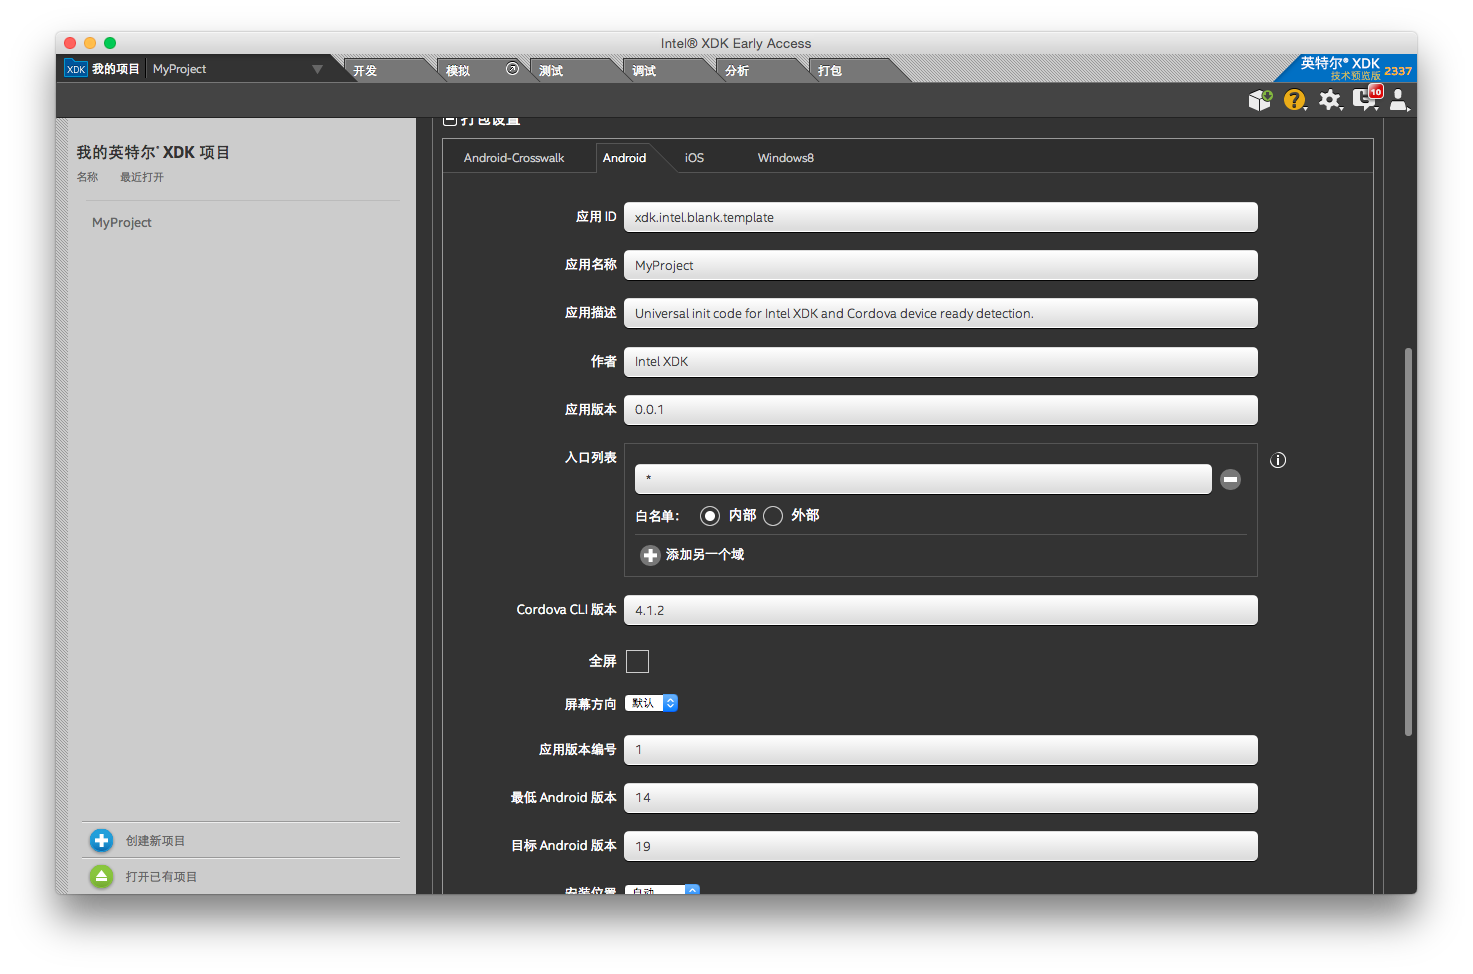 Intel® XDK Early Access
XDK 我的项目 MyProject 开发 模拟 测试 调试 分析 打包 英特尔® XDK
技术预览版 2337
10
打包设置
我的英特尔® XDK 项目
名称 最近打开
MyProject
创建新项目
打开已有项目
Android-Crosswalk Android iOS Windows8
应用 ID xdk.intel.blank.template
应用名称 MyProject
应用描述 Universal init code for Intel XDK and Cordova device ready detection.
作者 Intel XDK
应用版本 0.0.1
入口列表 *
白名单： 内部 外部
添加另一个域
Cordova CLI 版本 4.1.2
全屏
屏幕方向 默认
应用版本编号 1
最低 Android 版本 14
目标 Android 版本 19
安装位置 自动